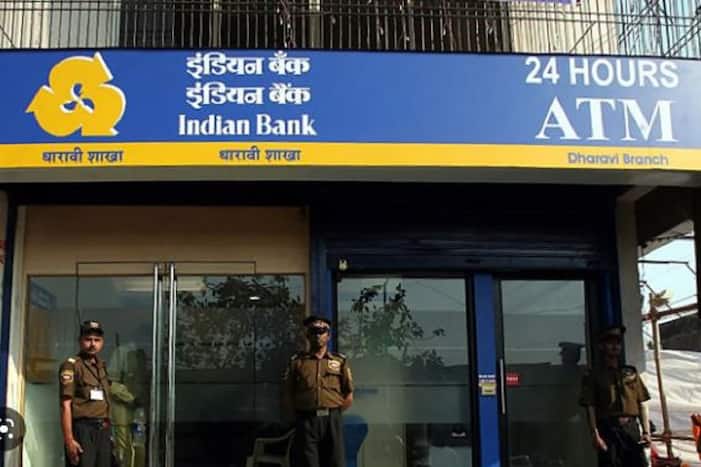 इंडियन बँक
इंडियन बैंक
Indian Bank
धारावी शाखा
धारावी शाखा
24 HOURS
ATM
Dharavi Branch